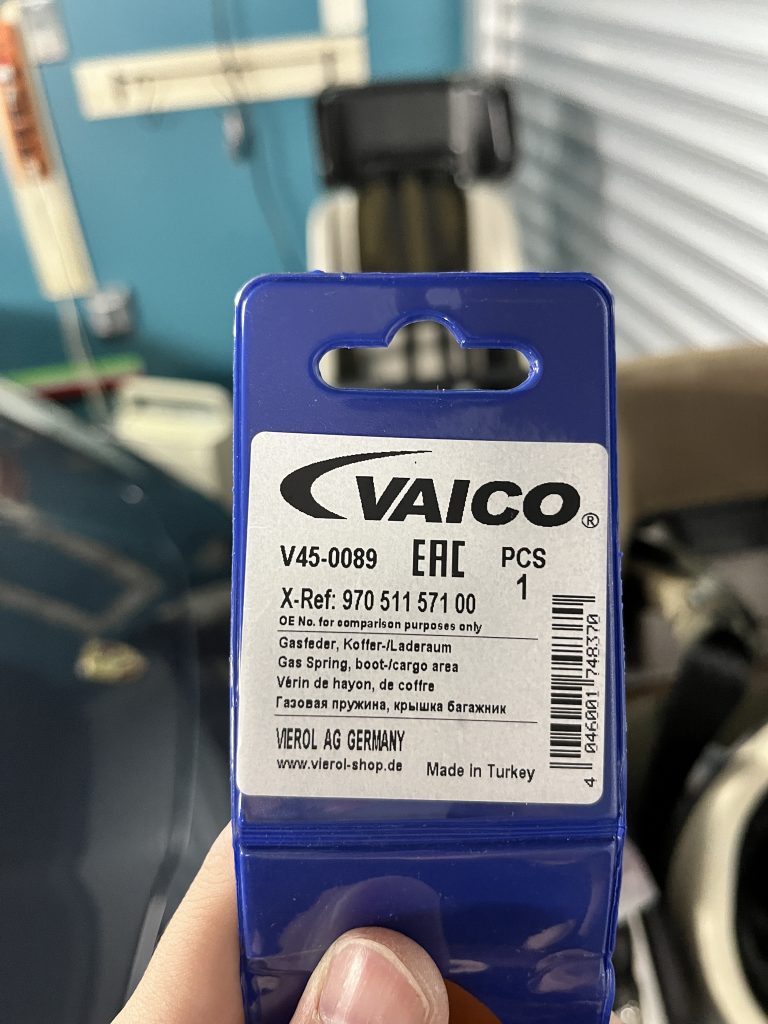 VAICO®
V45-0089 EAC PCS
1
X-Ref: 970 511 571 00
OE No. for comparison purposes only
Gasfeder, Koffer-/Laderaum
Gas Spring, boot-/cargo area
Vérin de hayon, de coffre
Газовая пружина, крышка багажник
VIEROL AG GERMANY
www.vierol-shop.de Made in Turkey
4 046001 748370